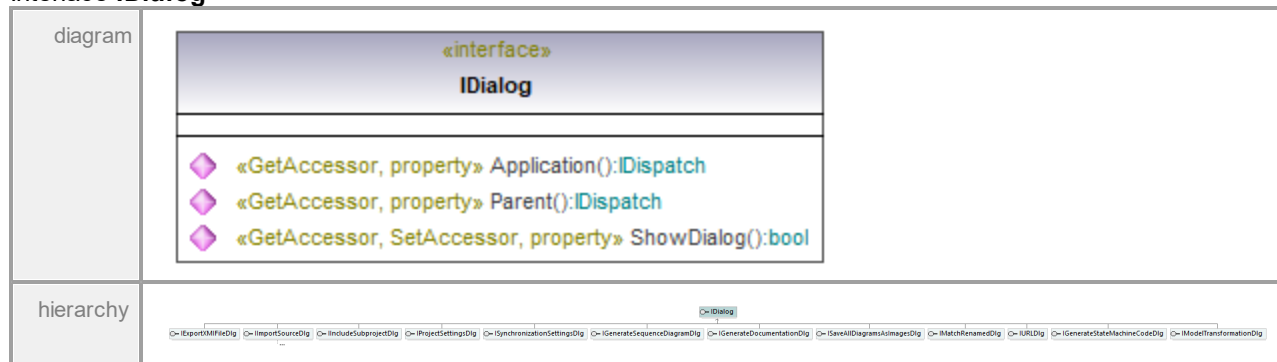 interface IDialog
diagram
«interface»
IDialog
«GetAccessor, property» Application():IDispatch
«GetAccessor, property» Parent():IDispatch
«GetAccessor, SetAccessor, property» ShowDialog():bool
hierarchy
IDialog
IExportXMIFileDlg IImportSourceDlg IIncludeSubprojectDlg IProjectSettingsDlg ISynchronizationSettingsDlg IGenerateSequenceDiagramDlg IGenerateDocumentationDlg ISaveAllDiagramsAsImagesDlg IMatchRenamedDlg IURLDlg IGenerateStateMachineCodeDlg IModelTransformationDlg
...